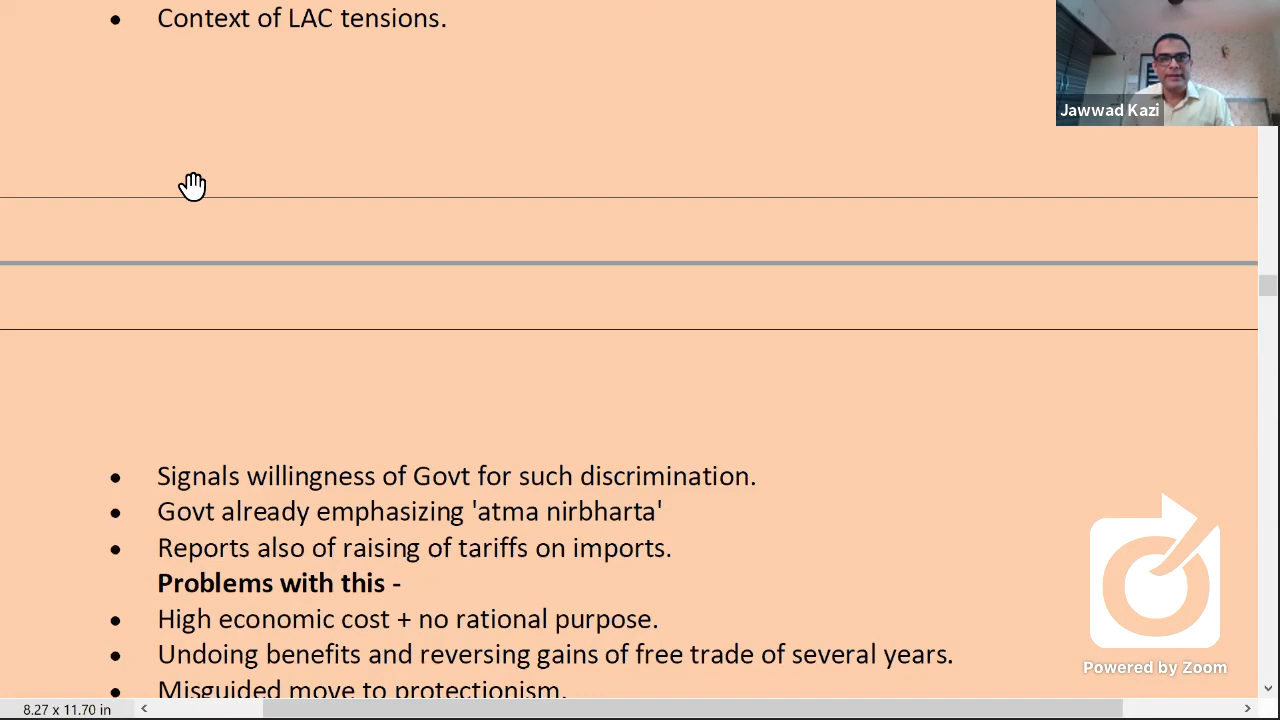 • Context of LAC tensions.
Jawwad Kazi
• Signals willingness of Govt for such discrimination.
• Govt already emphasizing 'atma nirbharta'
• Reports also of raising of tariffs on imports.
Problems with this -
• High economic cost + no rational purpose.
• Undoing benefits and reversing gains of free trade of several years.
• Misguided move to protectionism.
Powered by Zoom
8.27 x 11.70 in